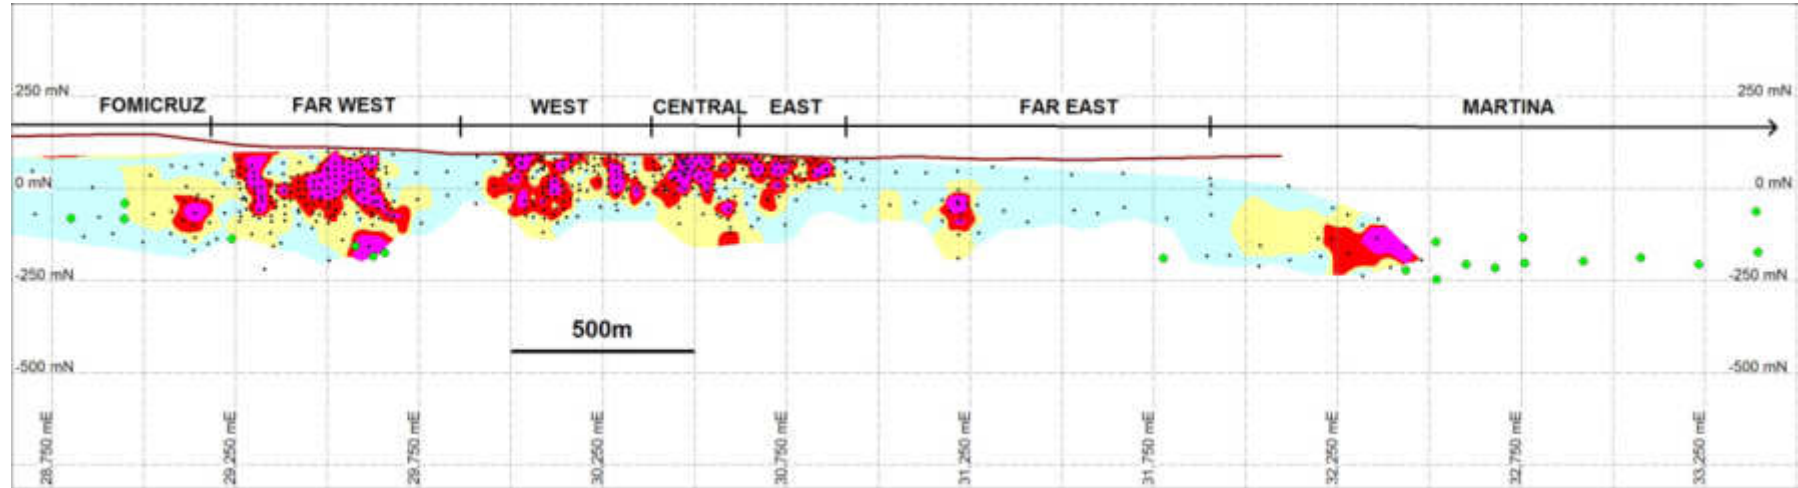 250 mN
250 mN
FOMICRUZ
FAR WEST
WEST
CENTRAL
EAST
FAR EAST
MARTINA
0 mN
0 mN
-250 mN
-250 mN
500m
-500 mN
-500 mN
28.750 mE
29.250 mE
29.750 mE
30.250 mE
30.750 mE
31.250 mE
31.750 mE
32.250 mE
32.750 mE
33.250 mE